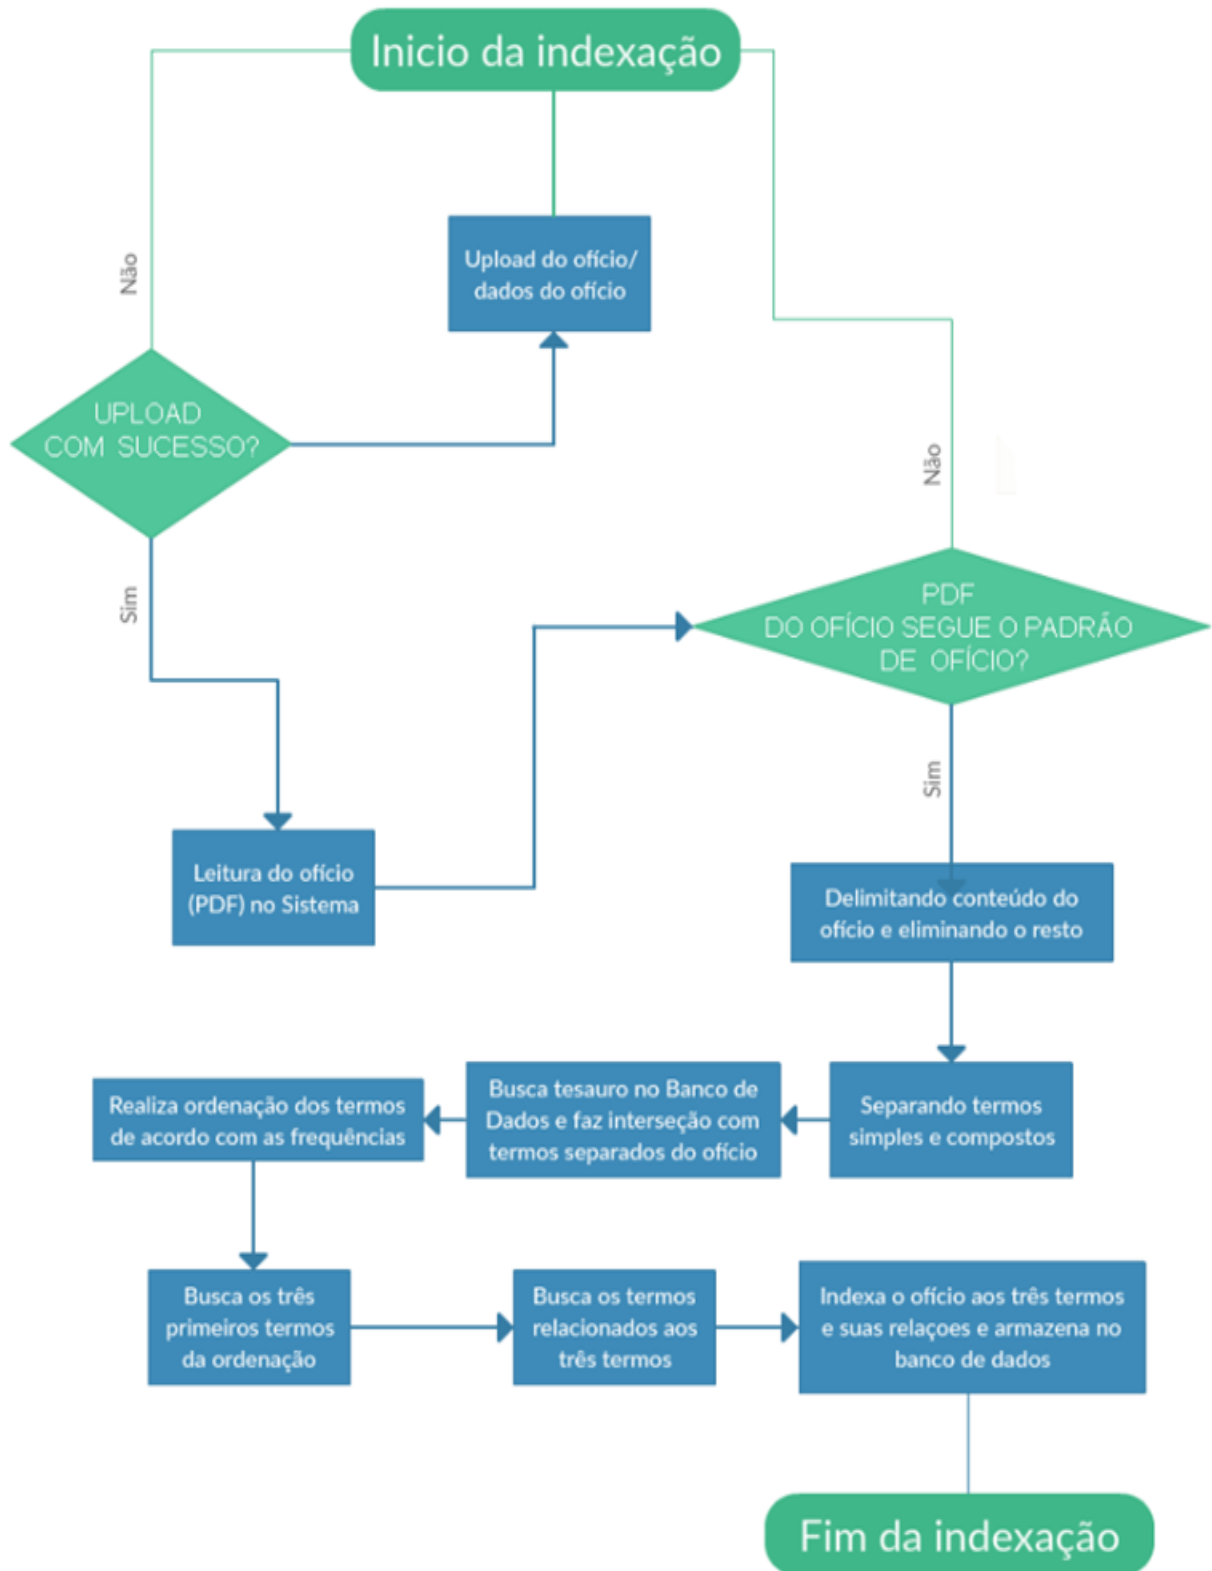 Inicio da indexação
Upload do ofício/
dados do ofício
Não
UPLOAD
COM SUCESSO?
Sim
Leitura do ofício
(PDF) no Sistema
Não
PDF
DO OFÍCIO SEGUE O PADRÃO
DE OFÍCIO?
Sim
Delimitando conteúdo do
ofício e eliminando o resto
Separando termos
simples e compostos
Busca tesauro no Banco de
Dados e faz interseção com
termos separados do ofício
Realiza ordenação dos termos
de acordo com as frequências
Busca os três
primeiros termos
da ordenação
Busca os termos
relacionados aos
três termos
Indexa o ofício aos três termos
e suas relaçoes e armazena no
banco de dados
Fim da indexação